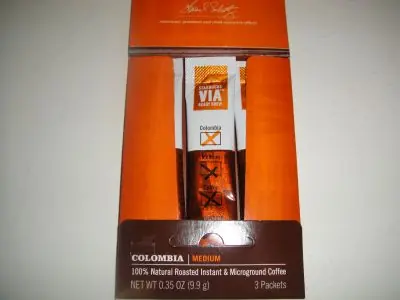 STARBUCKS
VIA
READY BREW
Colombia
COLOMBIA | MEDIUM
100% Natural Roasted Instant & Microground Coffee
NET WT 0.35 OZ (9.9 g) 3 Packets